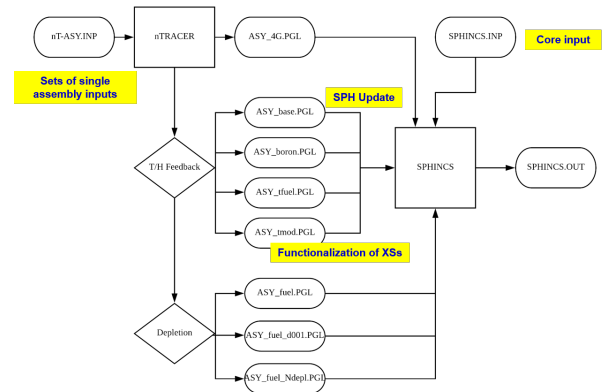 nT-ASY.INP
nTRACER
ASY_4G.PGL
SPHINCS.INP
Core input
Sets of single
assembly inputs
SPH Update
ASY_base.PGL
ASY_boron.PGL
T/H Feedback
SPHINCS
SPHINCS.OUT
ASY_tfuel.PGL
ASY_tmod.PGL
Functionalization of XSs
ASY_fuel.PGL
Depletion
ASY_fuel_d001.PGL
ASY_fuel_Ndepl.PGL